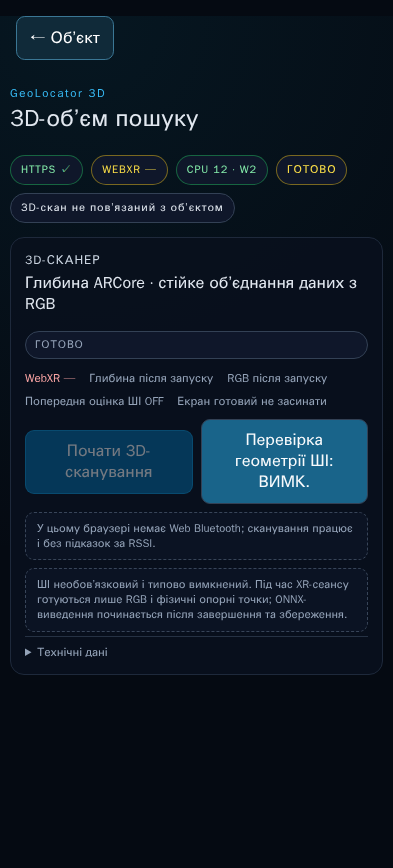 ← Об'єкт
GeoLocator 3D
3D-об'єм пошуку
HTTPS ✓
WEBXR —
CPU 12 · W2
ГОТОВО
3D-скан не пов'язаний з об'єктом
3D-СКАНЕР
Глибина ARCore · стійке об'єднання даних з
RGB
ГОТОВО
WebXR — Глибина після запуску RGB після запуску
Попередня оцінка ШІ OFF Екран готовий не засинати
Почати 3D-
сканування
Перевірка
геометрії ШІ:
ВИМК.
У цьому браузері немає Web Bluetooth; сканування працює
і без підказок за RSSI.
ШІ необов'язковий і типово вимкнений. Під час XR-сеансу
готуються лише RGB і фізичні опорні точки; ONNX-
виведення починається після завершення та збереження.
▶ Технічні дані